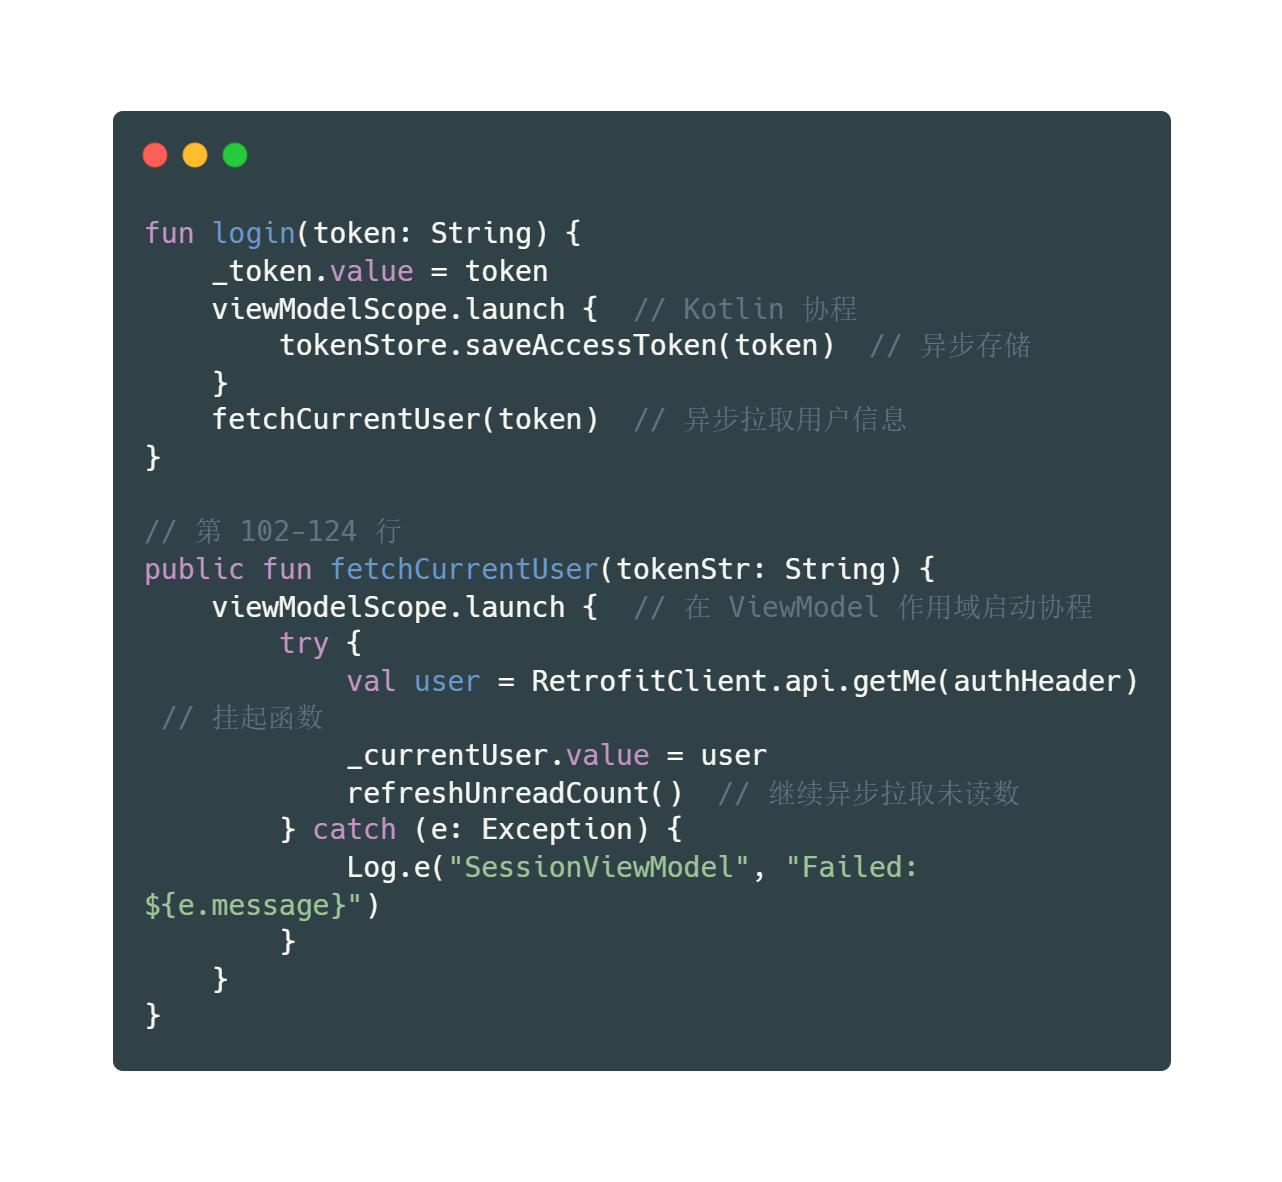 fun login(token: String) {
    _token.value = token
    viewModelScope.launch {  // Kotlin 协程
        tokenStore.saveAccessToken(token)  // 异步存储
    }
    fetchCurrentUser(token)  // 异步拉取用户信息
}

// 第 102-124 行
public fun fetchCurrentUser(tokenStr: String) {
    viewModelScope.launch {  // 在 ViewModel 作用域启动协程
        try {
            val user = RetrofitClient.api.getMe(authHeader)
 // 挂起函数
            _currentUser.value = user
            refreshUnreadCount()  // 继续异步拉取未读数
        } catch (e: Exception) {
            Log.e("SessionViewModel", "Failed:
${e.message}")
        }
    }
}